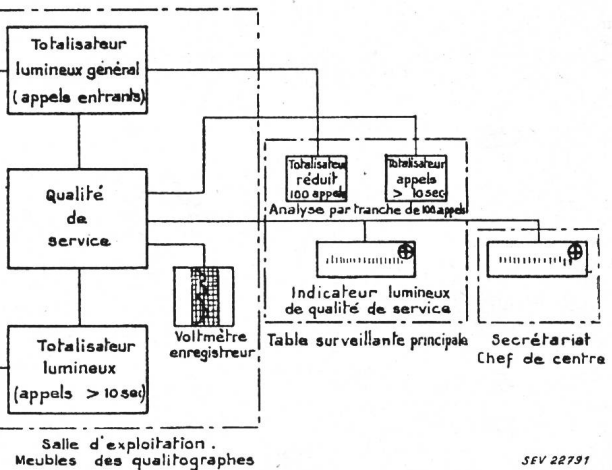 Totalisateur
lumineux général
(appels entrants)
Qualité
de
service
Totalisateur
lumineux
(appels > 10 sec)
Voltmètre
enregistreur
Salle d'exploitation.
Meubles des qualitographes
Totalisateur
réduit
100 appels
Totalisateur
appels
> 10 sec
Analyse par tranche de 100 appels
Indicateur lumineux
de qualité de service
Table surveillante principale
Secrétariat
Chef de centre
SEV 22791